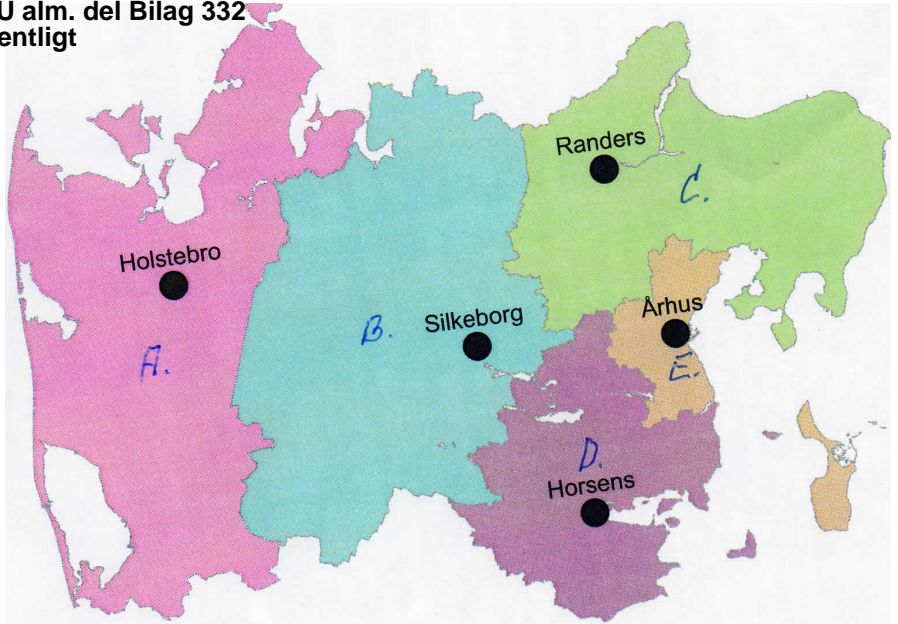 U alm. del Bilag 332
entligt
Randers
C.
Holstebro
Århus
Silkeborg
B.
A.
E.
D.
Horsens